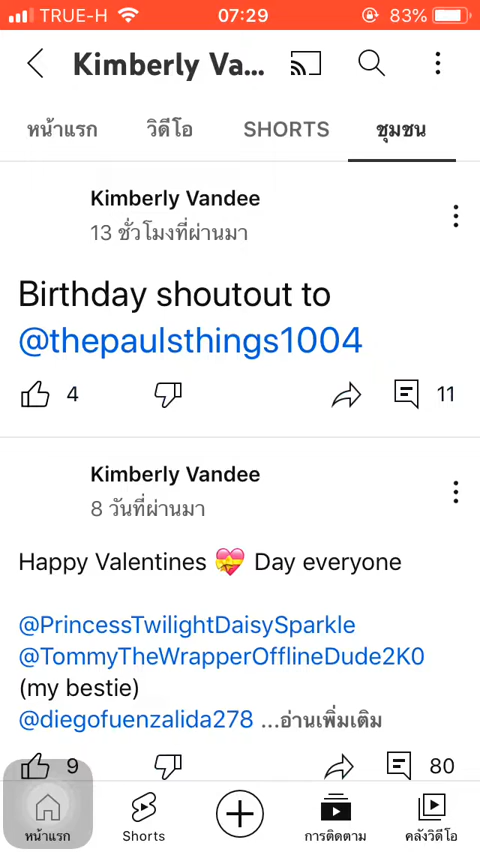 TRUE-H 07:29 83%
Kimberly Va...
หน้าแรก วิดีโอ SHORTS ชุมชน
Kimberly Vandee
13 ชั่วโมงที่ผ่านมา
Birthday shoutout to
@thepaulsthings1004
4 11
Kimberly Vandee
8 วันที่ผ่านมา
Happy Valentines 💝 Day everyone
@PrincessTwilightDaisySparkle
@TommyTheWrapperOfflineDude2K0
(my bestie)
@diegofuenzalida278 ...อ่านเพิ่มเติม
9 80
หน้าแรก Shorts การติดตาม คลังวิดีโอ